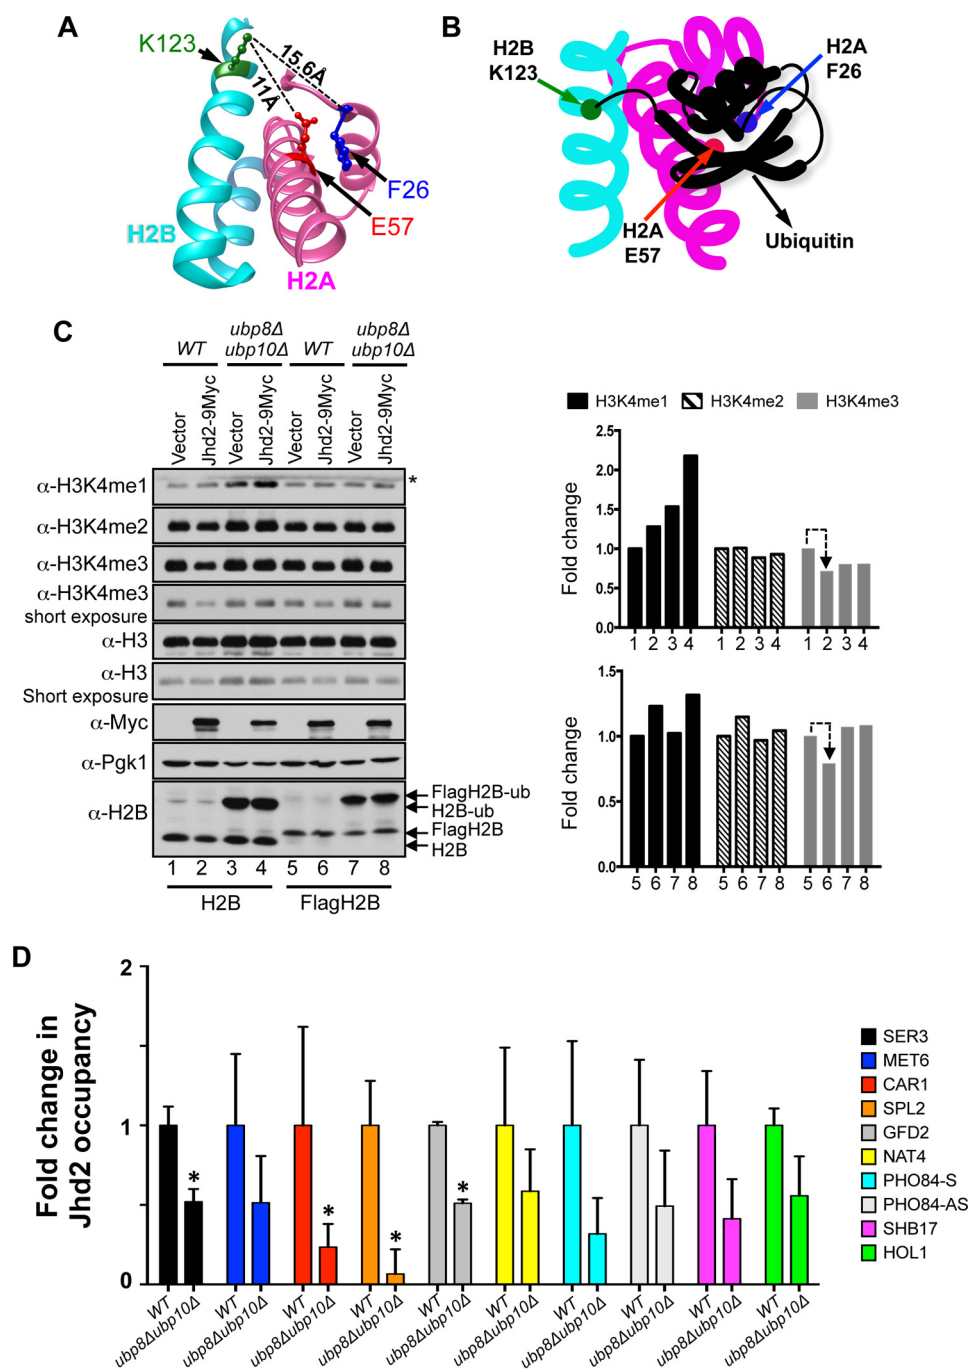 A
K123
15.6Å
11Å
F26
E57
H2B
H2A
B
H2B
K123
H2A
F26
H2A
E57
Ubiquitin
C
WT
ubp8Δ
ubp10Δ
WT
ubp8Δ
ubp10Δ
Vector
Jhd2-9Myc
Vector
Jhd2-9Myc
Vector
Jhd2-9Myc
Vector
Jhd2-9Myc
α-H3K4me1
*
α-H3K4me2
α-H3K4me3
α-H3K4me3
short exposure
α-H3
α-H3
Short exposure
α-Myc
α-Pgk1
α-H2B
FlagH2B-ub
H2B-ub
FlagH2B
H2B
1 2 3 4 5 6 7 8
H2B
FlagH2B
H3K4me1 H3K4me2 H3K4me3
Fold change
2.5
2.0
1.5
1.0
0.5
0.0
1 2 3 4 1 2 3 4 1 2 3 4
Fold change
1.5
1.0
0.5
0.0
5 6 7 8 5 6 7 8 5 6 7 8
D
Fold change in
Jhd2 occupancy
2
1
0
* * * *
WT ubp8Δubp10Δ WT ubp8Δubp10Δ WT ubp8Δubp10Δ WT ubp8Δubp10Δ WT ubp8Δubp10Δ WT ubp8Δubp10Δ WT ubp8Δubp10Δ WT ubp8Δubp10Δ WT ubp8Δubp10Δ WT ubp8Δubp10Δ
SER3
MET6
CAR1
SPL2
GFD2
NAT4
PHO84-S
PHO84-AS
SHB17
HOL1